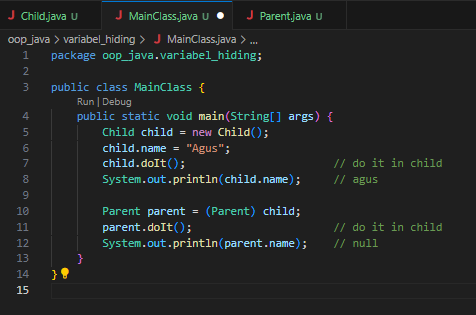 Child.java U MainClass.java U Parent.java U
oop_java > variabel_hiding > MainClass.java > ...
1 package oop_java.variabel_hiding;
2
3 public class MainClass {
Run | Debug
4     public static void main(String[] args) {
5         Child child = new Child();
6         child.name = "Agus";
7         child.doIt();                         // do it in child
8         System.out.println(child.name);       // agus
9
10         Parent parent = (Parent) child;
11         parent.doIt();                        // do it in child
12         System.out.println(parent.name);      // null
13     }
14 }
15